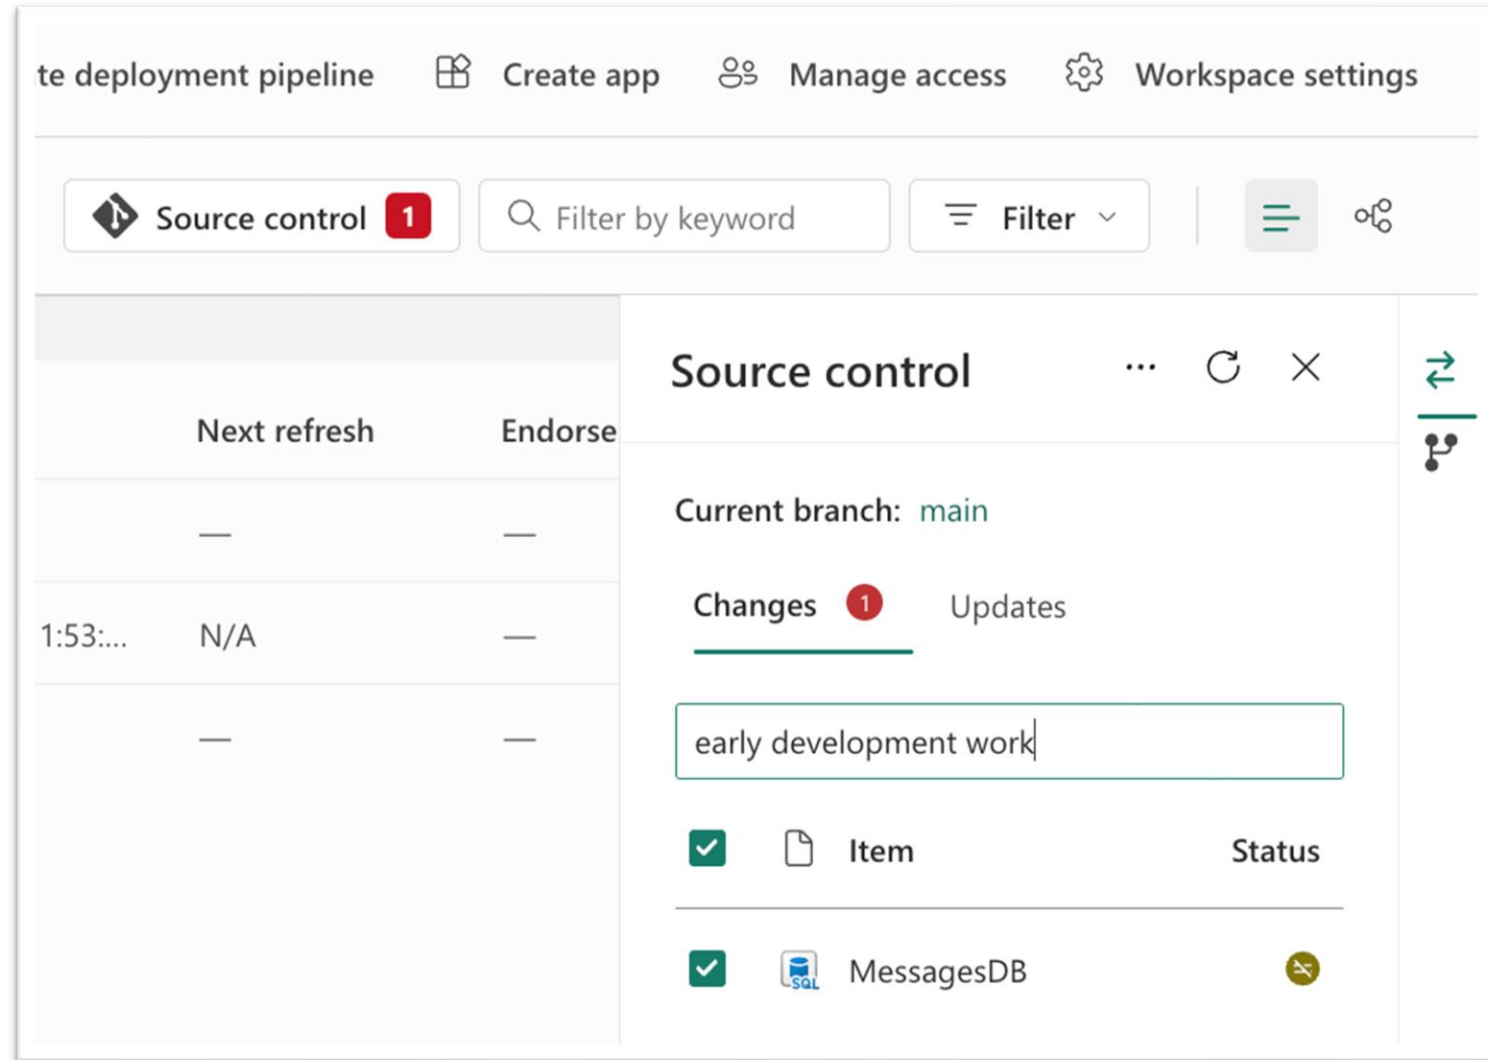 te deployment pipeline Create app Manage access Workspace settings
Source control 1 Filter by keyword Filter
Source control ...
Next refresh Endorse
Current branch: main
— —
Changes 1 Updates
1:53:... N/A —
early development work
— —
Item Status
SQL MessagesDB